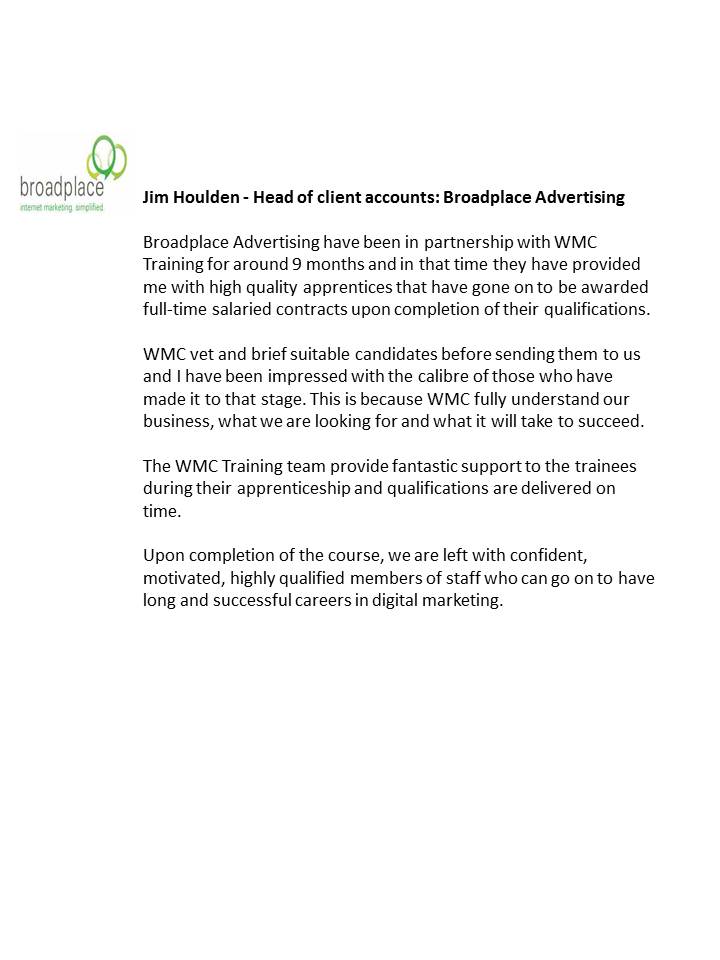 broadplace
internet marketing. simplified.
Jim Houlden - Head of client accounts: Broadplace Advertising
Broadplace Advertising have been in partnership with WMC
Training for around 9 months and in that time they have provided
me with high quality apprentices that have gone on to be awarded
full-time salaried contracts upon completion of their qualifications.
WMC vet and brief suitable candidates before sending them to us
and I have been impressed with the calibre of those who have
made it to that stage. This is because WMC fully understand our
business, what we are looking for and what it will take to succeed.
The WMC Training team provide fantastic support to the trainees
during their apprenticeship and qualifications are delivered on
time.
Upon completion of the course, we are left with confident,
motivated, highly qualified members of staff who can go on to have
long and successful careers in digital marketing.